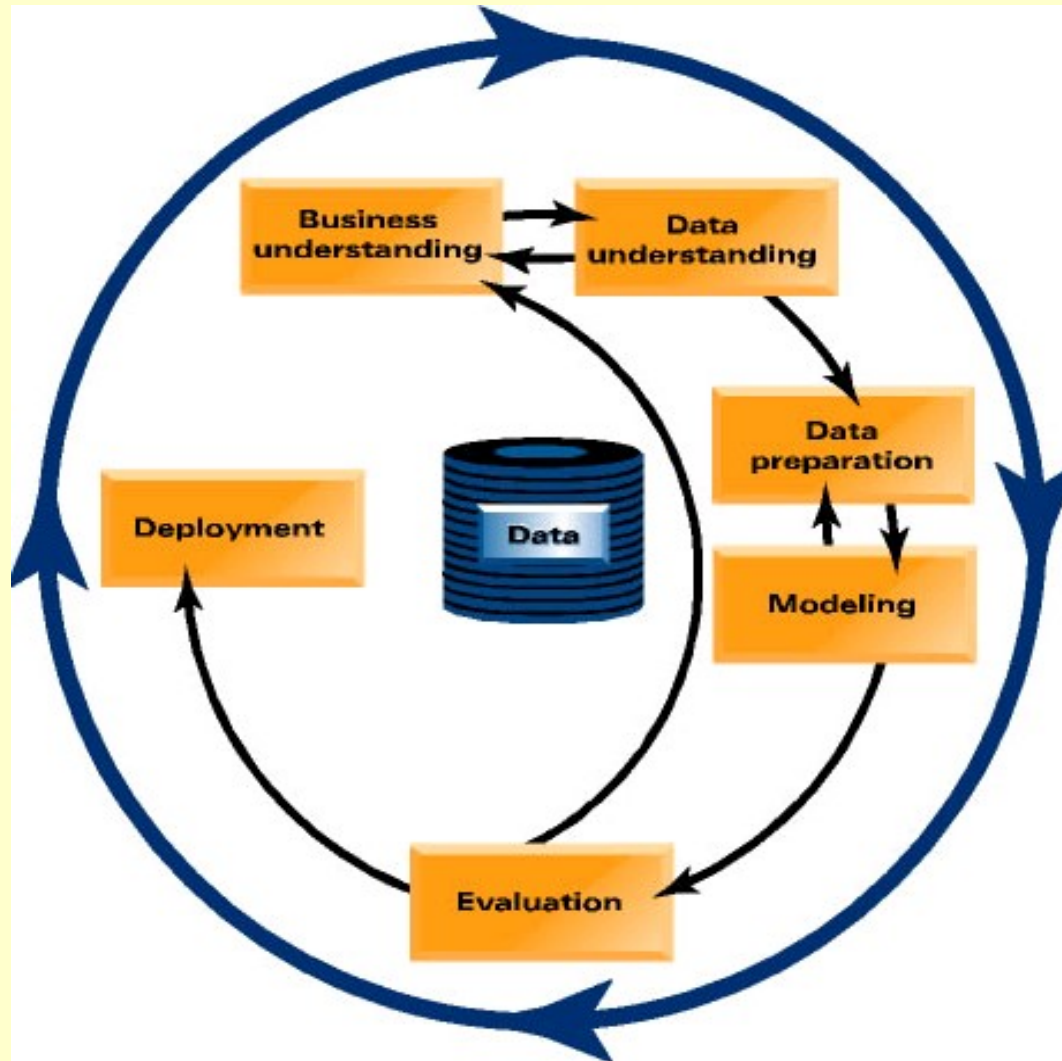 Business
understanding
Data
understanding
Data
preparation
Deployment
Data
Modeling
Evaluation